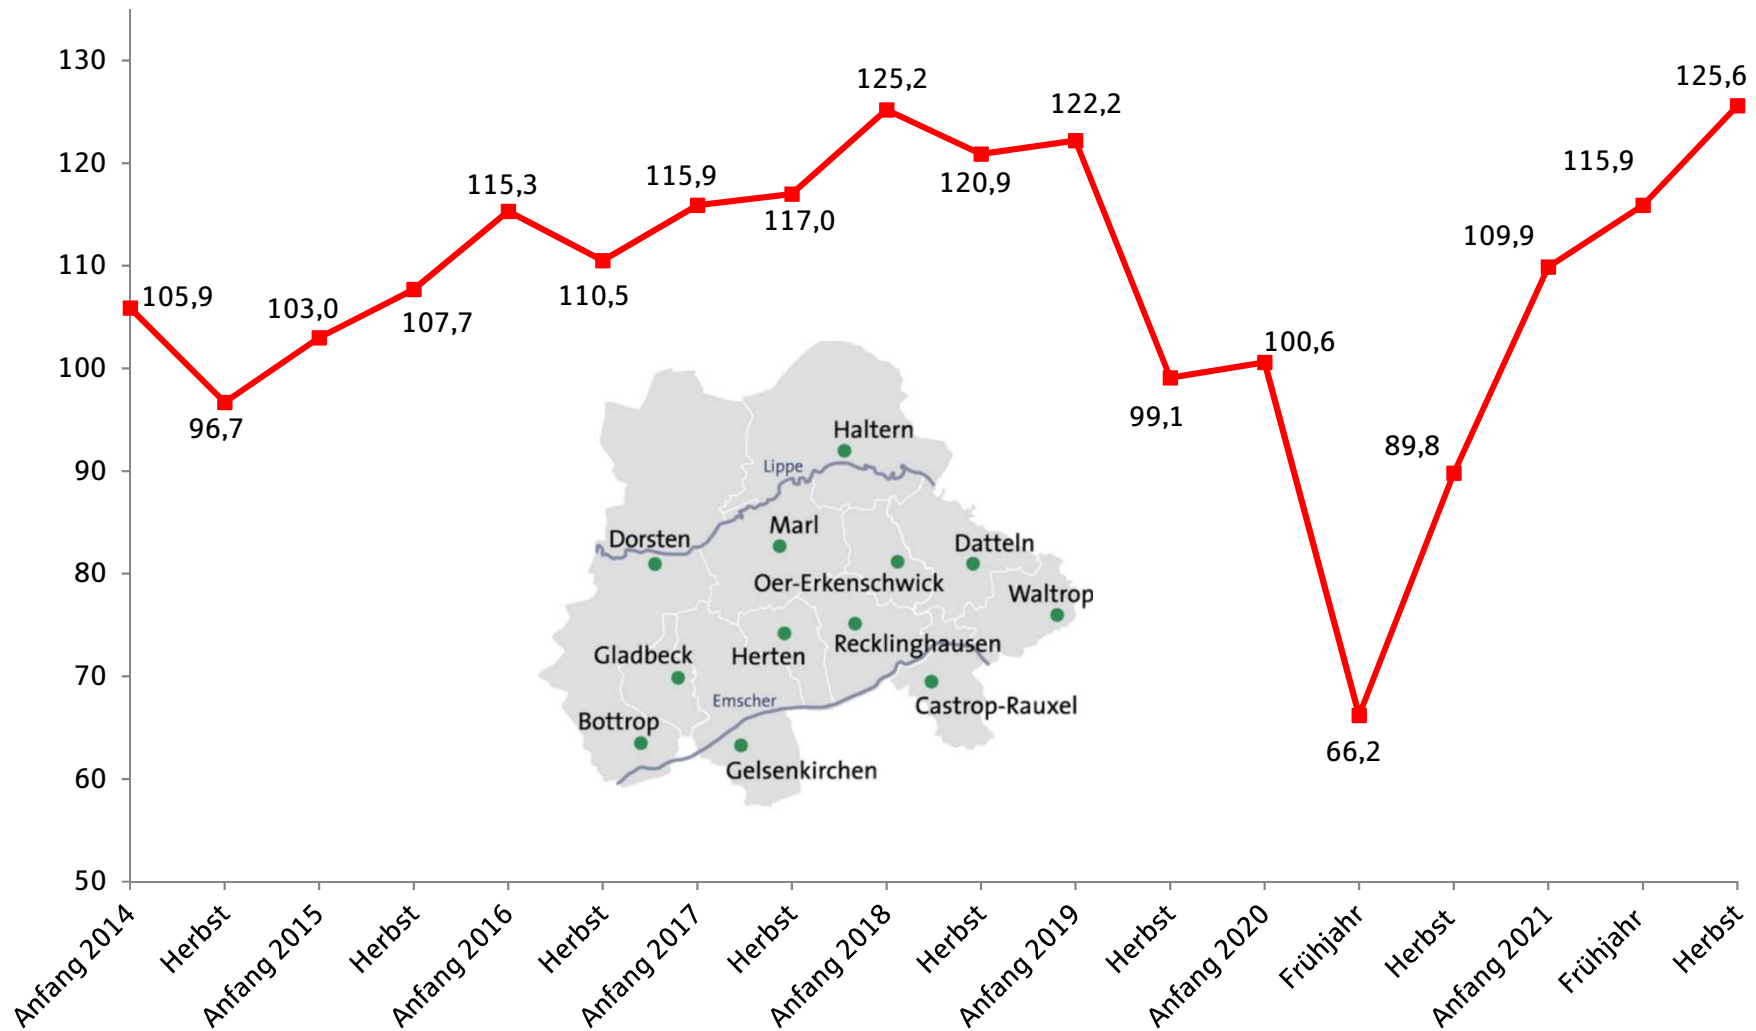 130
120
110
100
90
80
70
60
50
105,9
96,7
103,0
107,7
115,3
110,5
115,9
117,0
125,2
120,9
122,2
99,1
100,6
66,2
89,8
109,9
115,9
125,6
Haltern
Lippe
Marl
Dorsten
Datteln
Oer-Erkenschwick
Waltrop
Recklinghausen
Gladbeck
Herten
Emscher
Castrop-Rauxel
Bottrop
Gelsenkirchen
Anfang 2014
Herbst
Anfang 2015
Herbst
Anfang 2016
Herbst
Anfang 2017
Herbst
Anfang 2018
Herbst
Anfang 2019
Herbst
Anfang 2020
Frühjahr
Herbst
Anfang 2021
Frühjahr
Herbst